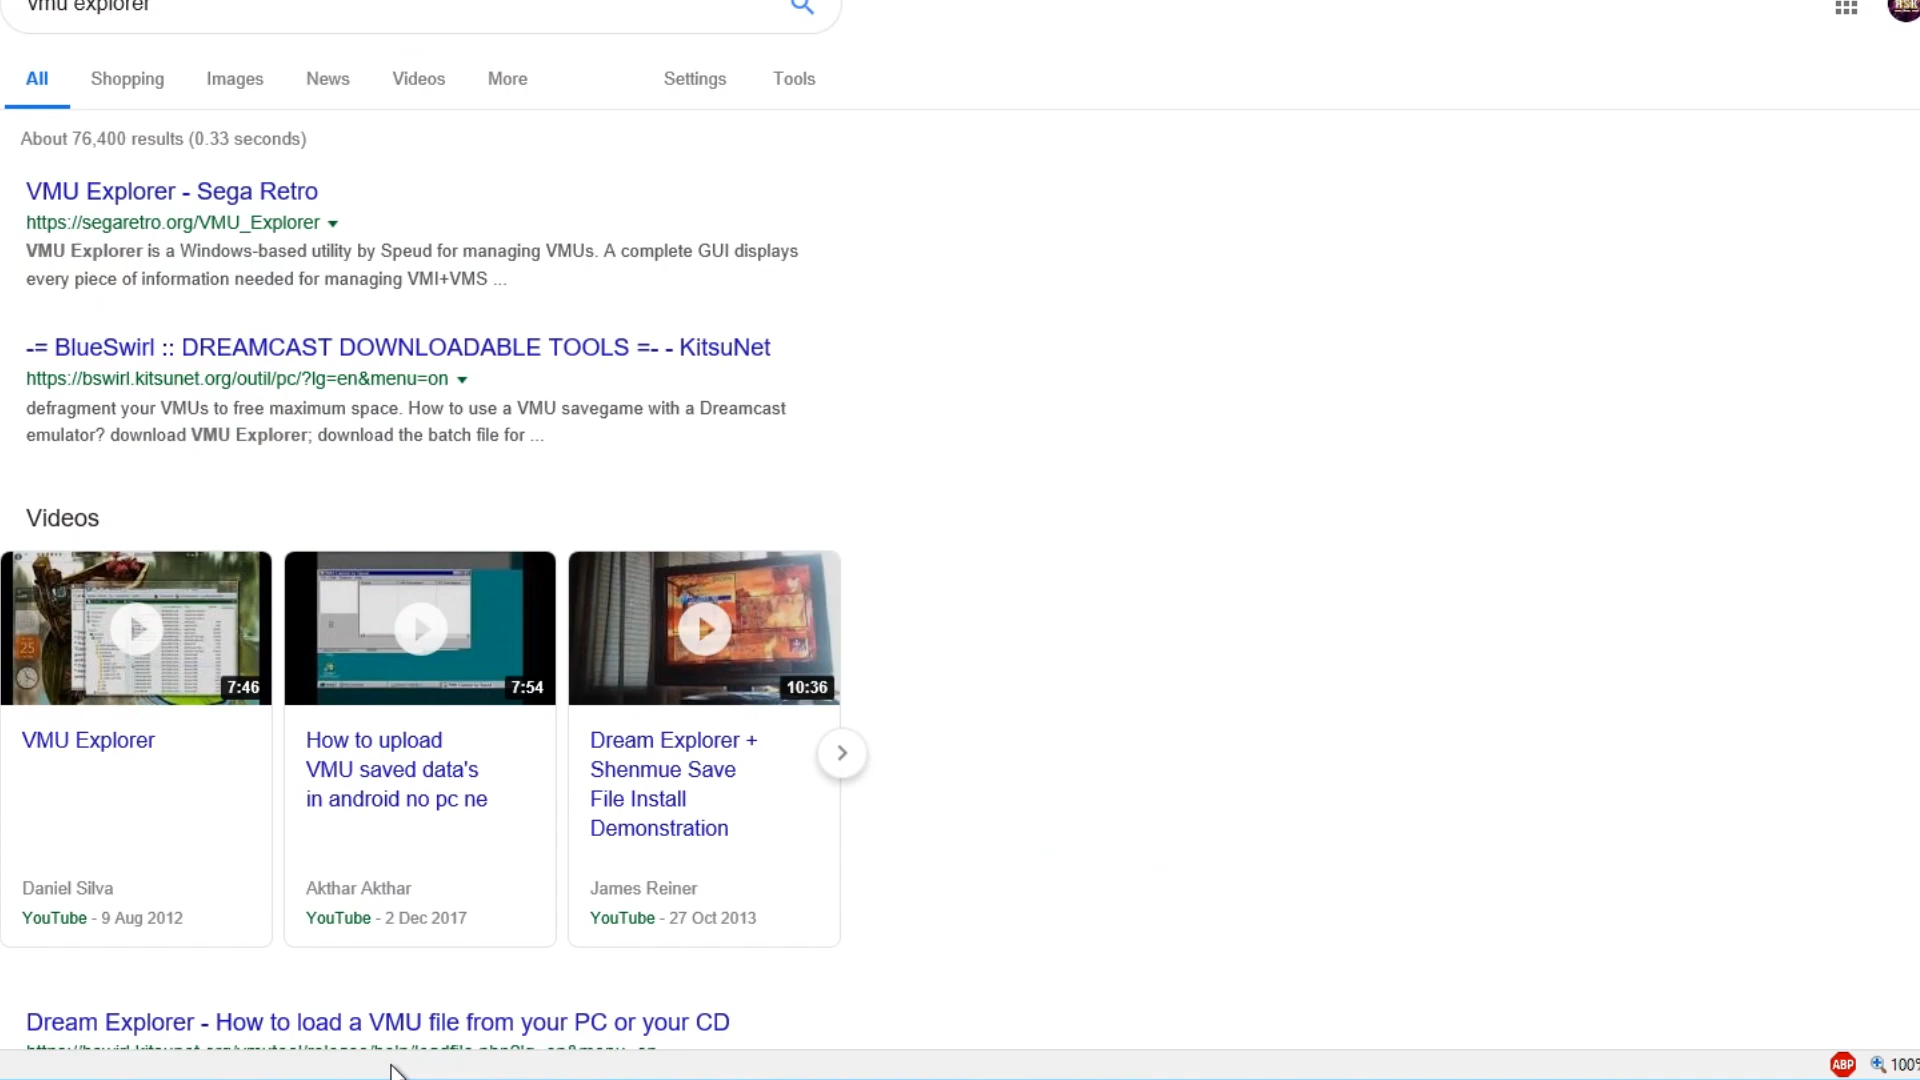 vmu explorer
All Shopping Images News Videos More Settings Tools
About 76,400 results (0.33 seconds)
VMU Explorer - Sega Retro
https://segaretro.org/VMU_Explorer
VMU Explorer is a Windows-based utility by Speud for managing VMUs. A complete GUI displays
every piece of information needed for managing VMI+VMS ...
-= BlueSwirl :: DREAMCAST DOWNLOADABLE TOOLS =- - KitsuNet
https://bswirl.kitsunet.org/outil/pc/?lg=en&menu=on
defragment your VMUs to free maximum space. How to use a VMU savegame with a Dreamcast
emulator? download VMU Explorer; download the batch file for ...
Videos
7:46 7:54 10:36
VMU Explorer
Daniel Silva
YouTube - 9 Aug 2012
How to upload
VMU saved data's
in android no pc ne
Akthar Akthar
YouTube - 2 Dec 2017
Dream Explorer +
Shenmue Save
File Install
Demonstration
James Reiner
YouTube - 27 Oct 2013
Dream Explorer - How to load a VMU file from your PC or your CD
ABP 100%